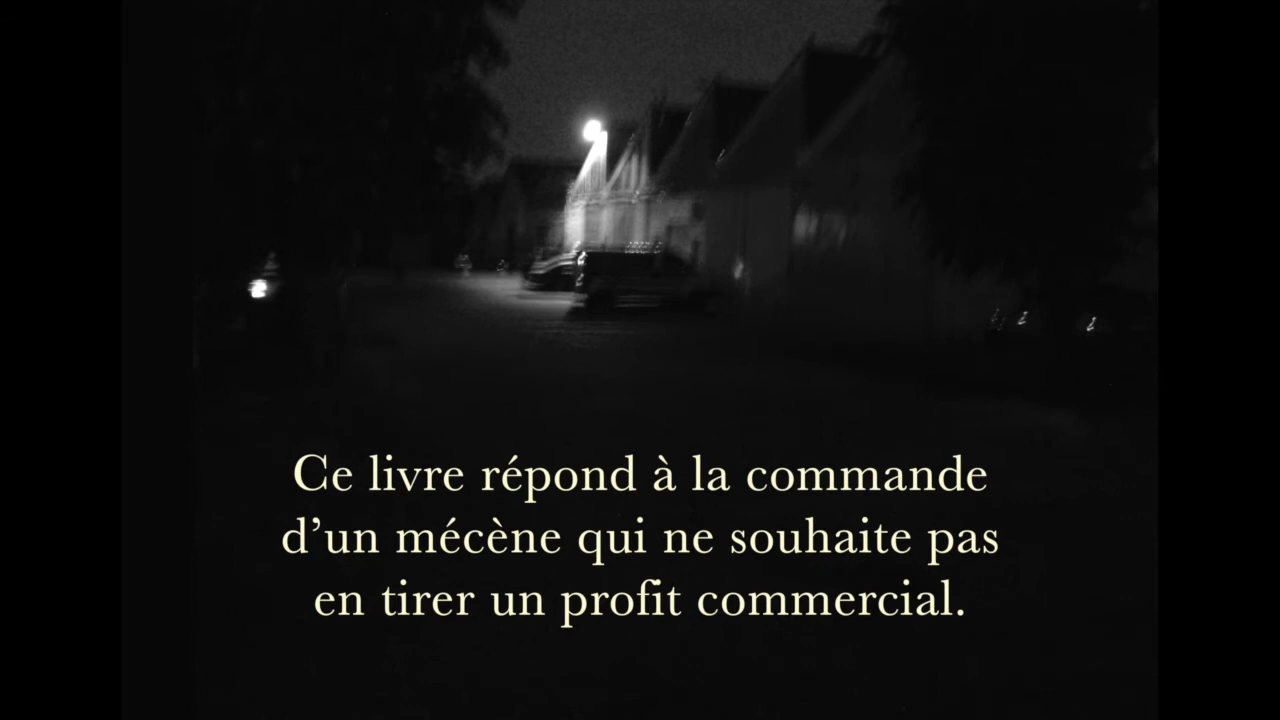 Ce livre répond à la commande
d’un mécène qui ne souhaite pas
en tirer un profit commercial.